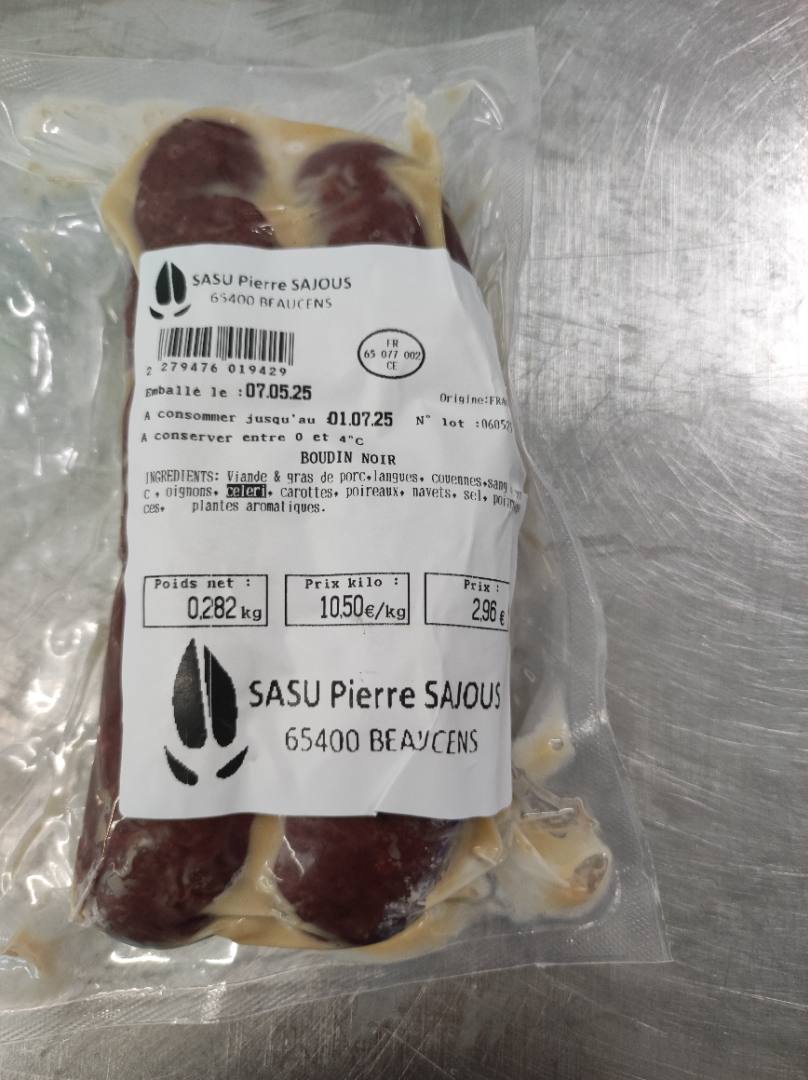 SASU Pierre SAJOUS
65400 BEAUCENS
2 279476 019429
FR
65 077 002
CE
Emballé le :07.05.25
Origine:FRA
A consommer jusqu'au 01.07.25 N° lot :060525
A conserver entre 0 et 4°C
BOUDIN NOIR
INGREDIENTS: Viande & gras de porc,langues, couennes,sang
C, oignons, celeri, carottes, poireaux, navets, sel,
ces, plantes aromatiques.
Poids net : Prix kilo : Prix :
0,282 kg 10,50€/kg 2,96 €
SASU Pierre SAJOUS
65400 BEAUCENS